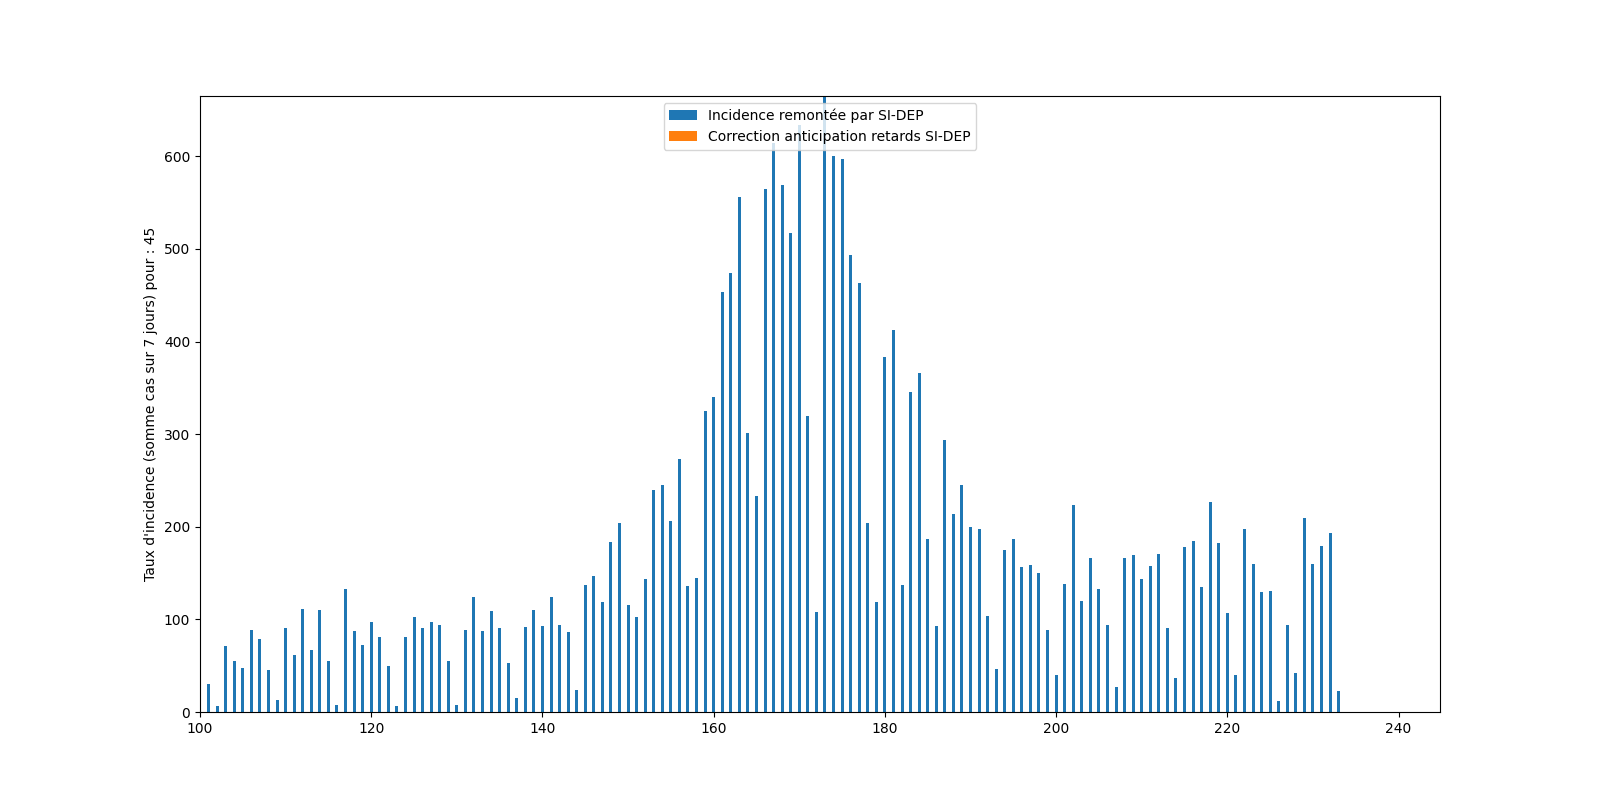 Incidence remontée par SI-DEP
Correction anticipation retards SI-DEP
Taux d'incidence (somme cas sur 7 jours) pour : 45
600
500
400
300
200
100
0
100 120 140 160 180 200 220 240